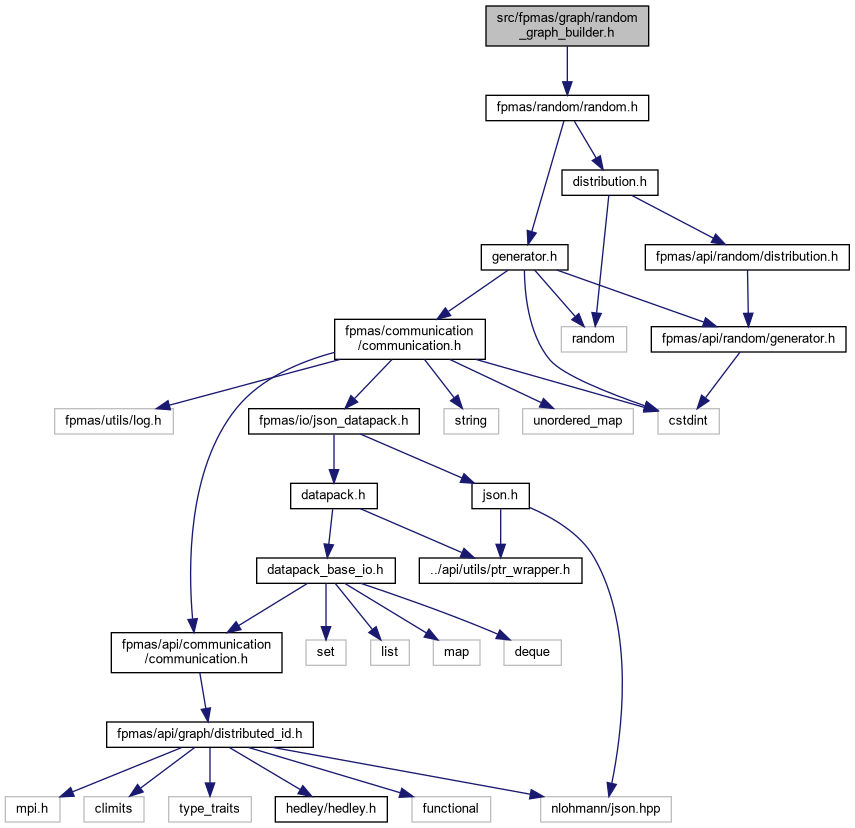 src/fpmas/graph/random
_graph_builder.h
fpmas/random/random.h
distribution.h
generator.h
fpmas/api/random/distribution.h
fpmas/communication
/communication.h
random
fpmas/api/random/generator.h
fpmas/utils/log.h
fpmas/io/json_datapack.h
string
unordered_map
cstdint
datapack.h
json.h
datapack_base_io.h
../api/utils/ptr_wrapper.h
fpmas/api/communication
/communication.h
set
list
map
deque
fpmas/api/graph/distributed_id.h
mpi.h
climits
type_traits
hedley/hedley.h
functional
nlohmann/json.hpp